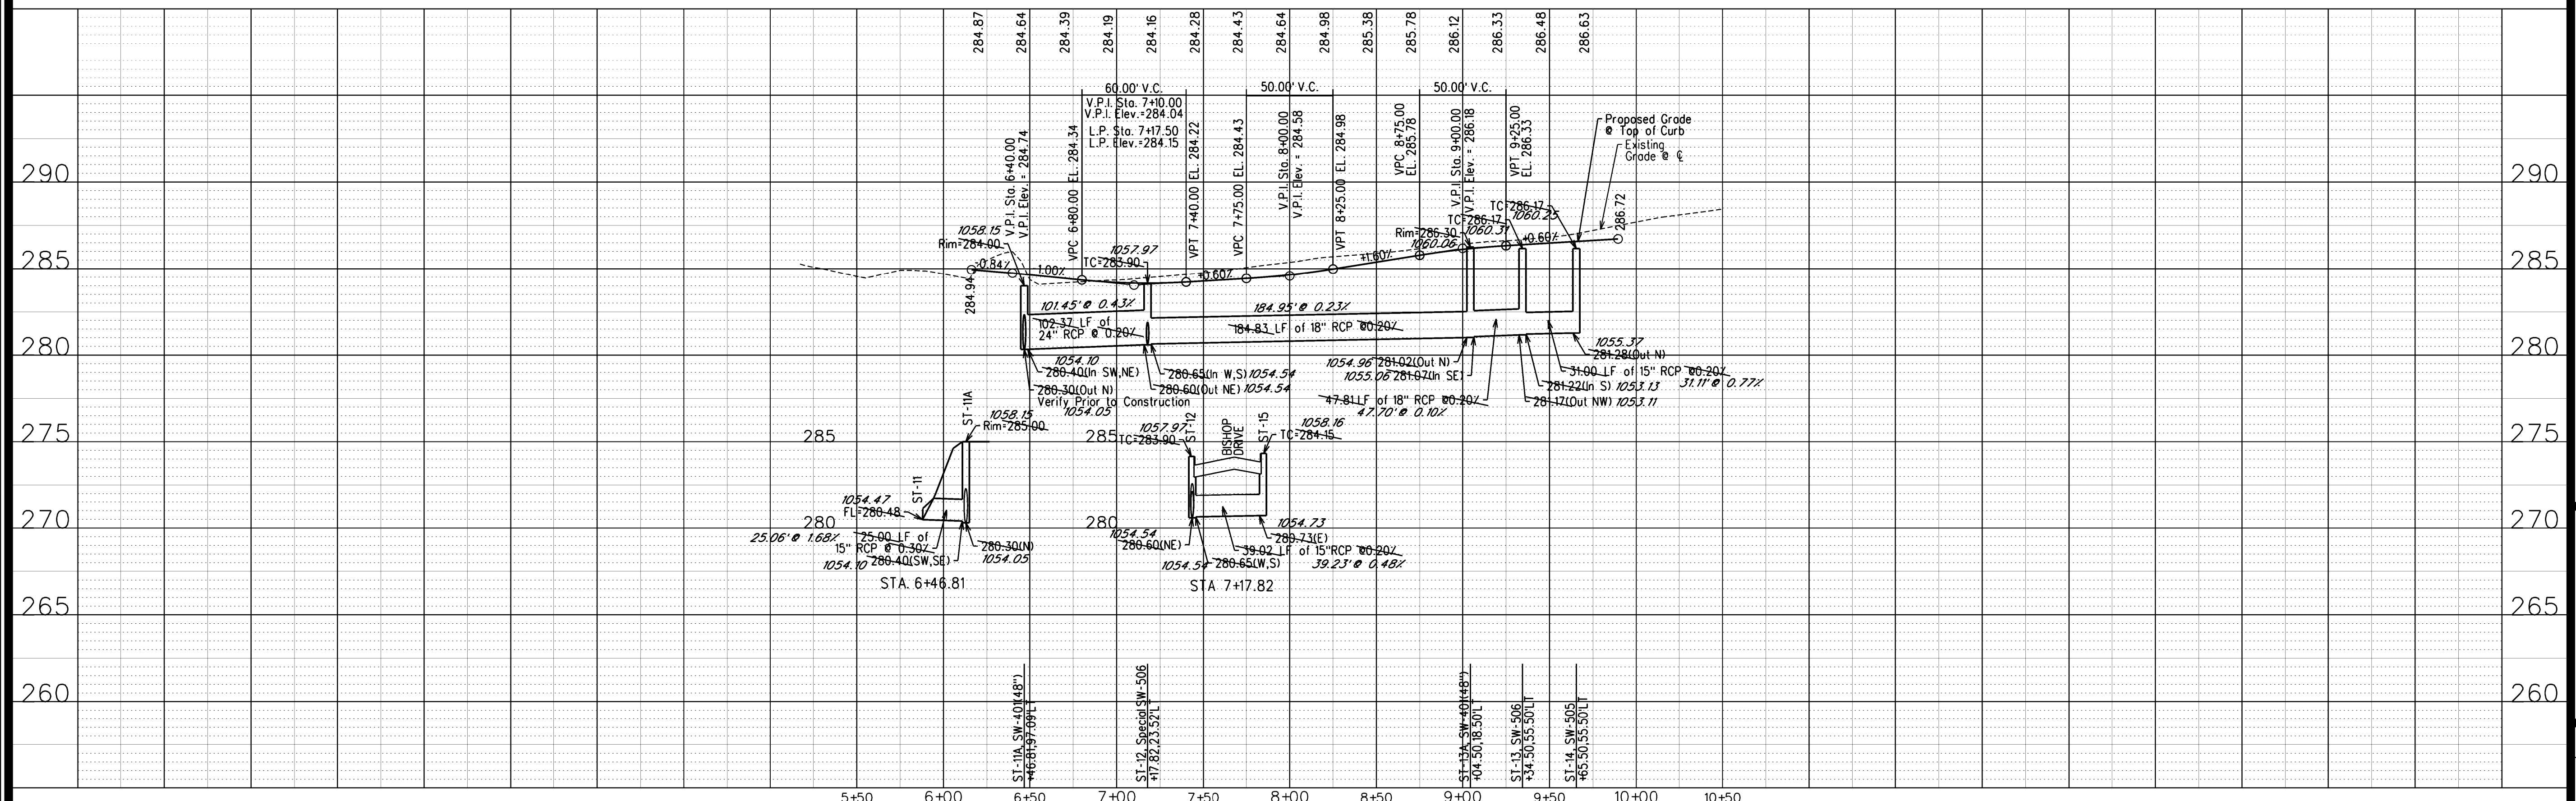 284.87
284.64
284.39
284.19
284.16
284.28
284.43
284.64
284.98
285.38
285.78
286.12
286.33
286.48
286.63
60.00' V.C.
V.P.I. Sta. 7+10.00
V.P.I. Elev.=284.04
L.P. Sta. 7+17.50
L.P. Elev.=284.15
50.00' V.C.
50.00' V.C.
V.P.I. Sta. 6+40.00
V.P.I. Elev. = 284.74
VPC 6+80.00 EL. 284.34
VPT 7+40.00 EL. 284.22
VPC 7+75.00 EL. 284.43
V.P.I. Sta. 8+00.00
V.P.I. Elev. = 284.58
VPT 8+25.00 EL. 284.98
VPC 8+75.00
EL. 285.78
V.P.I. Sta. 9+00.00
V.P.I. Elev. = 286.18
VPT 9+25.00
EL. 286.33
Proposed Grade
@ Top of Curb
Existing
Grade @ ℄
290
290
1058.15
Rim=284.00
1057.97
TC=283.90
TC=286.17
1060.25
TC=286.17
1060.31
Rim=286.30
1060.06
286.72
285
285
284.94
-0.84%
1.00%
+0.60%
+1.60%
+0.60%
101.45' @ 0.43%
102.37 LF of
24" RCP @ 0.20%
184.95' @ 0.23%
184.83 LF of 18" RCP @0.20%
280
280
1054.10
280.40(In SW,NE)
280.30(Out N)
Verify Prior to Construction
1054.05
280.65(In W,S) 1054.54
280.60(Out NE) 1054.54
1054.96 281.02(Out N)
1055.06 281.07(In SE)
47.81 LF of 18" RCP @0.20%
47.70' @ 0.10%
1055.37
281.28(Out N)
31.00 LF of 15" RCP @0.20%
31.11' @ 0.77%
281.22(In S) 1053.13
281.17(Out NW) 1053.11
275
275
285
ST-11A
1058.15
Rim=285.00
ST-11
1054.47
FL=280.48
280
25.06' @ 1.68%
25.00 LF of
15" RCP @ 0.30%
1054.10 280.40(SW,SE)
280.30(N)
1054.05
STA. 6+46.81
285
1057.97
TC=283.90
ST-12
BISHOP
DRIVE
ST-15
1058.16
TC=284.15
280
1054.54
280.60(NE)
1054.54 280.65(W,S)
1054.73
280.73(E)
39.02 LF of 15"RCP @0.20%
39.23' @ 0.48%
STA 7+17.82
270
270
265
265
260
260
ST-11A, SW-401(48")
+46.81,97.09'LT
ST-12, Special SW-506
+17.82,23.52'LT
ST-13A, SW-401(48")
+04.50,18.50'LT
ST-13, SW-506
+34.50,55.50'LT
ST-14, SW-505
+65.50,55.50'LT
5+50
6+00
6+50
7+00
7+50
8+00
8+50
9+00
9+50
10+00
10+50